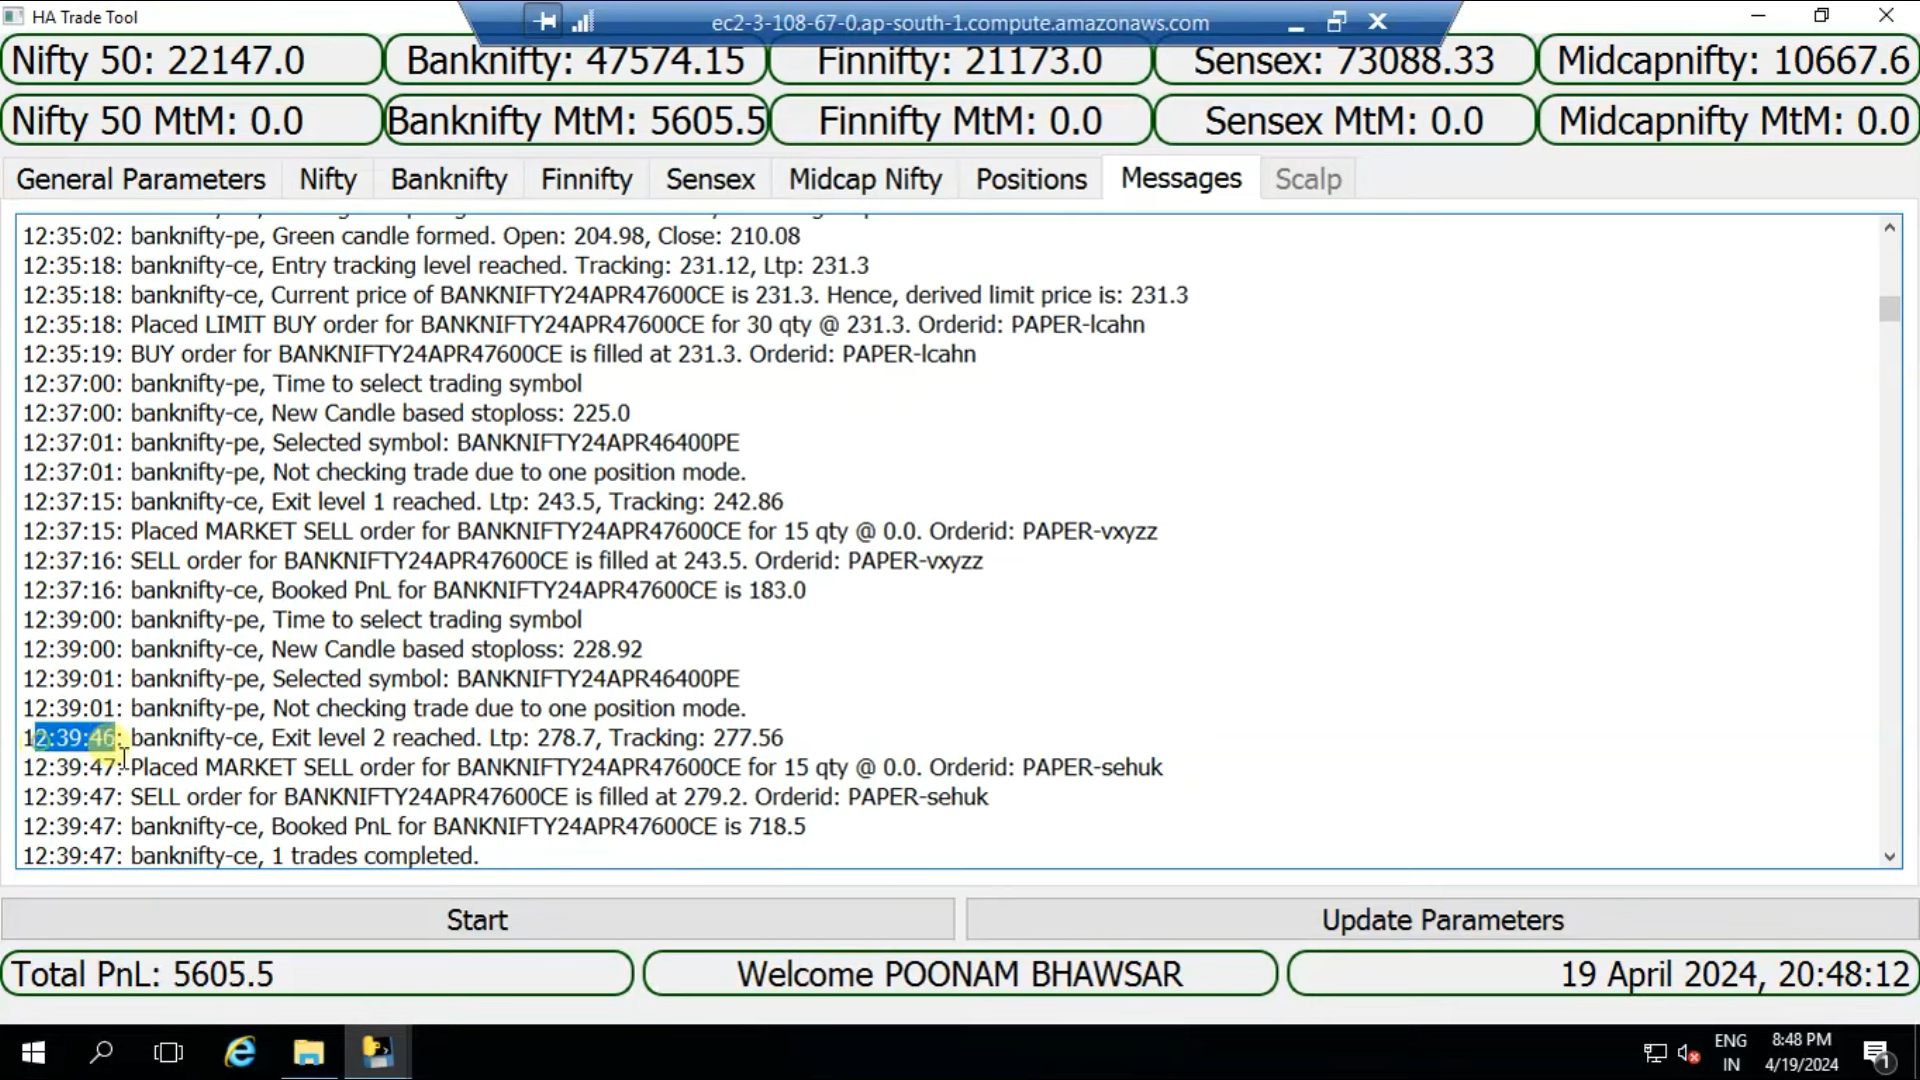 HA Trade Tool
ec2-3-108-67-0.ap-south-1.compute.amazonaws.com
Nifty 50: 22147.0
Banknifty: 47574.15
Finnifty: 21173.0
Sensex: 73088.33
Midcapnifty: 10667.6
Nifty 50 MtM: 0.0
Banknifty MtM: 5605.5
Finnifty MtM: 0.0
Sensex MtM: 0.0
Midcapnifty MtM: 0.0
General Parameters
Nifty
Banknifty
Finnifty
Sensex
Midcap Nifty
Positions
Messages
Scalp
12:35:02: banknifty-pe, Green candle formed. Open: 204.98, Close: 210.08
12:35:18: banknifty-ce, Entry tracking level reached. Tracking: 231.12, Ltp: 231.3
12:35:18: banknifty-ce, Current price of BANKNIFTY24APR47600CE is 231.3. Hence, derived limit price is: 231.3
12:35:18: Placed LIMIT BUY order for BANKNIFTY24APR47600CE for 30 qty @ 231.3. Orderid: PAPER-lcahn
12:35:19: BUY order for BANKNIFTY24APR47600CE is filled at 231.3. Orderid: PAPER-lcahn
12:37:00: banknifty-pe, Time to select trading symbol
12:37:00: banknifty-ce, New Candle based stoploss: 225.0
12:37:01: banknifty-pe, Selected symbol: BANKNIFTY24APR46400PE
12:37:01: banknifty-pe, Not checking trade due to one position mode.
12:37:15: banknifty-ce, Exit level 1 reached. Ltp: 243.5, Tracking: 242.86
12:37:15: Placed MARKET SELL order for BANKNIFTY24APR47600CE for 15 qty @ 0.0. Orderid: PAPER-vxyzz
12:37:16: SELL order for BANKNIFTY24APR47600CE is filled at 243.5. Orderid: PAPER-vxyzz
12:37:16: banknifty-ce, Booked PnL for BANKNIFTY24APR47600CE is 183.0
12:39:00: banknifty-pe, Time to select trading symbol
12:39:00: banknifty-ce, New Candle based stoploss: 228.92
12:39:01: banknifty-pe, Selected symbol: BANKNIFTY24APR46400PE
12:39:01: banknifty-pe, Not checking trade due to one position mode.
12:39:46: banknifty-ce, Exit level 2 reached. Ltp: 278.7, Tracking: 277.56
12:39:47: Placed MARKET SELL order for BANKNIFTY24APR47600CE for 15 qty @ 0.0. Orderid: PAPER-sehuk
12:39:47: SELL order for BANKNIFTY24APR47600CE is filled at 279.2. Orderid: PAPER-sehuk
12:39:47: banknifty-ce, Booked PnL for BANKNIFTY24APR47600CE is 718.5
12:39:47: banknifty-ce, 1 trades completed.
Start
Update Parameters
Total PnL: 5605.5
Welcome POONAM BHAWSAR
19 April 2024, 20:48:12
ENG
IN
8:48 PM
4/19/2024
1